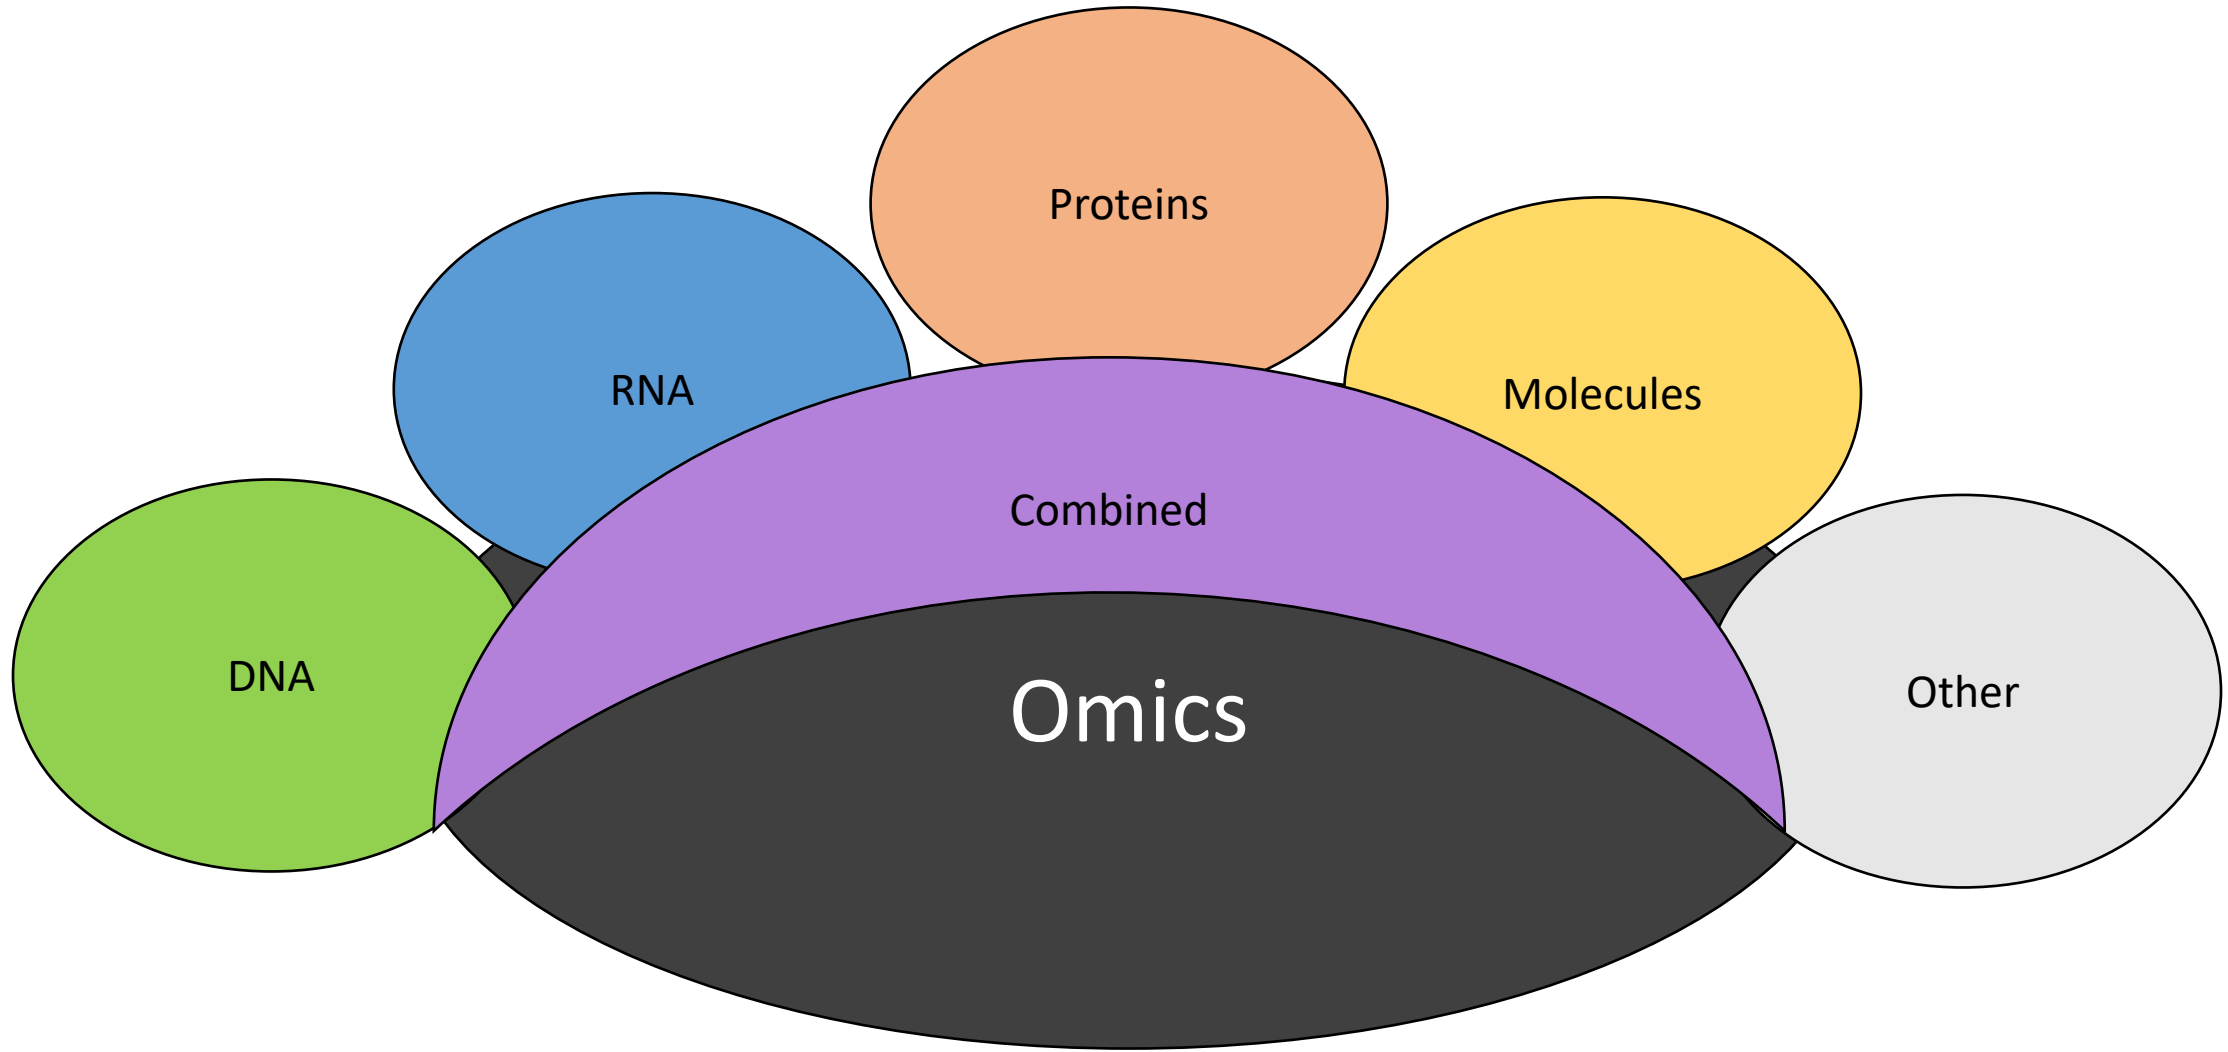 Proteins
RNA
Molecules
Combined
DNA
Omics
Other